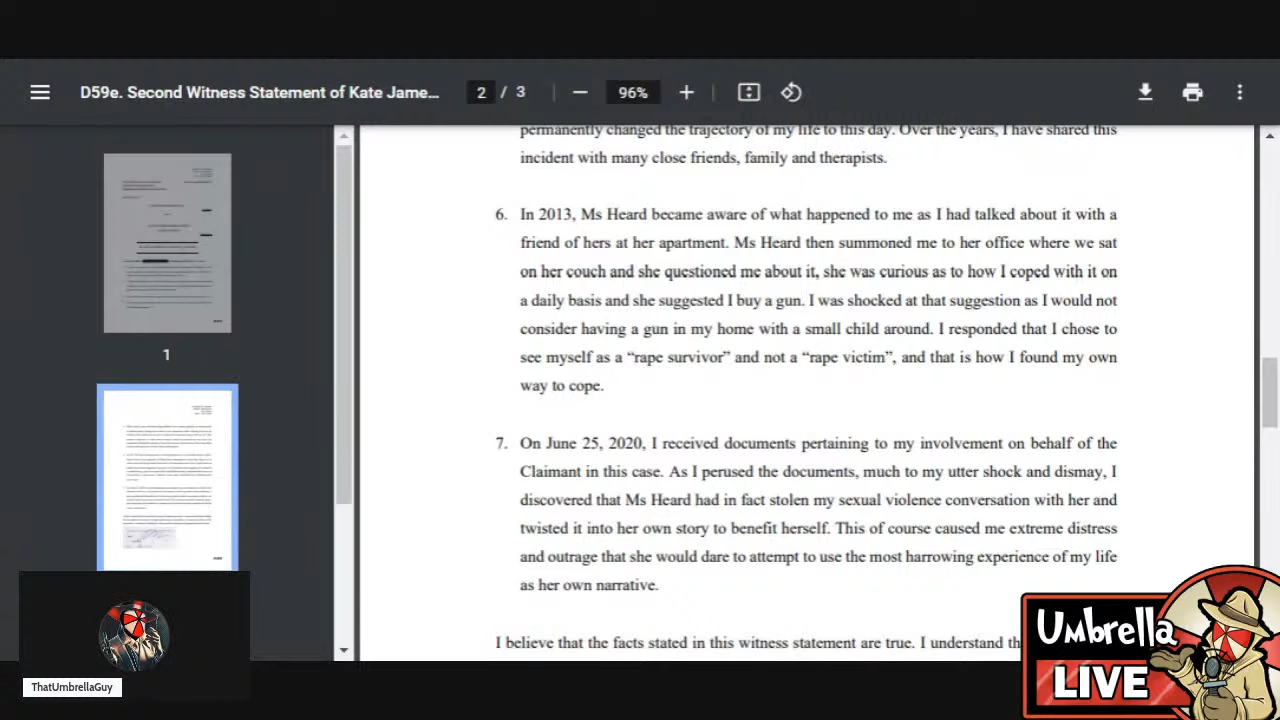 D59e. Second Witness Statement of Kate Jame...
2 / 3
96%
permanently changed the trajectory of my life to this day. Over the years, I have shared this
incident with many close friends, family and therapists.
6. In 2013, Ms Heard became aware of what happened to me as I had talked about it with a
friend of hers at her apartment. Ms Heard then summoned me to her office where we sat
on her couch and she questioned me about it, she was curious as to how I coped with it on
a daily basis and she suggested I buy a gun. I was shocked at that suggestion as I would not
consider having a gun in my home with a small child around. I responded that I chose to
see myself as a “rape survivor” and not a “rape victim”, and that is how I found my own
way to cope.
7. On June 25, 2020, I received documents pertaining to my involvement on behalf of the
Claimant in this case. As I perused the documents, much to my utter shock and dismay, I
discovered that Ms Heard had in fact stolen my sexual violence conversation with her and
twisted it into her own story to benefit herself. This of course caused me extreme distress
and outrage that she would dare to attempt to use the most harrowing experience of my life
as her own narrative.
I believe that the facts stated in this witness statement are true. I understand
1
ThatUmbrellaGuy
Umbrella
LIVE